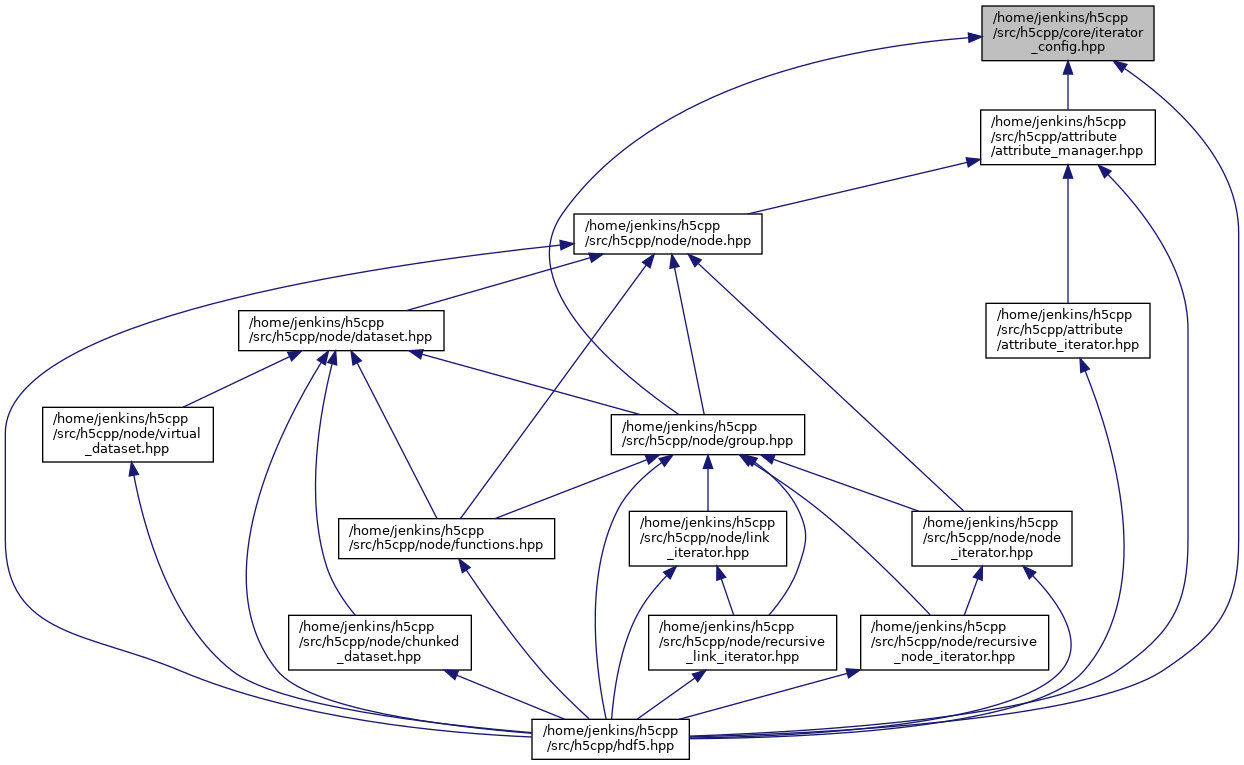 /home/jenkins/h5cpp
/src/h5cpp/core/iterator
_config.hpp
/home/jenkins/h5cpp
/src/h5cpp/attribute
/attribute_manager.hpp
/home/jenkins/h5cpp
/src/h5cpp/node/node.hpp
/home/jenkins/h5cpp
/src/h5cpp/node/dataset.hpp
/home/jenkins/h5cpp
/src/h5cpp/attribute
/attribute_iterator.hpp
/home/jenkins/h5cpp
/src/h5cpp/node/virtual
_dataset.hpp
/home/jenkins/h5cpp
/src/h5cpp/node/group.hpp
/home/jenkins/h5cpp
/src/h5cpp/node/functions.hpp
/home/jenkins/h5cpp
/src/h5cpp/node/link
_iterator.hpp
/home/jenkins/h5cpp
/src/h5cpp/node/node
_iterator.hpp
/home/jenkins/h5cpp
/src/h5cpp/node/chunked
_dataset.hpp
/home/jenkins/h5cpp
/src/h5cpp/node/recursive
_link_iterator.hpp
/home/jenkins/h5cpp
/src/h5cpp/node/recursive
_node_iterator.hpp
/home/jenkins/h5cpp
/src/h5cpp/hdf5.hpp